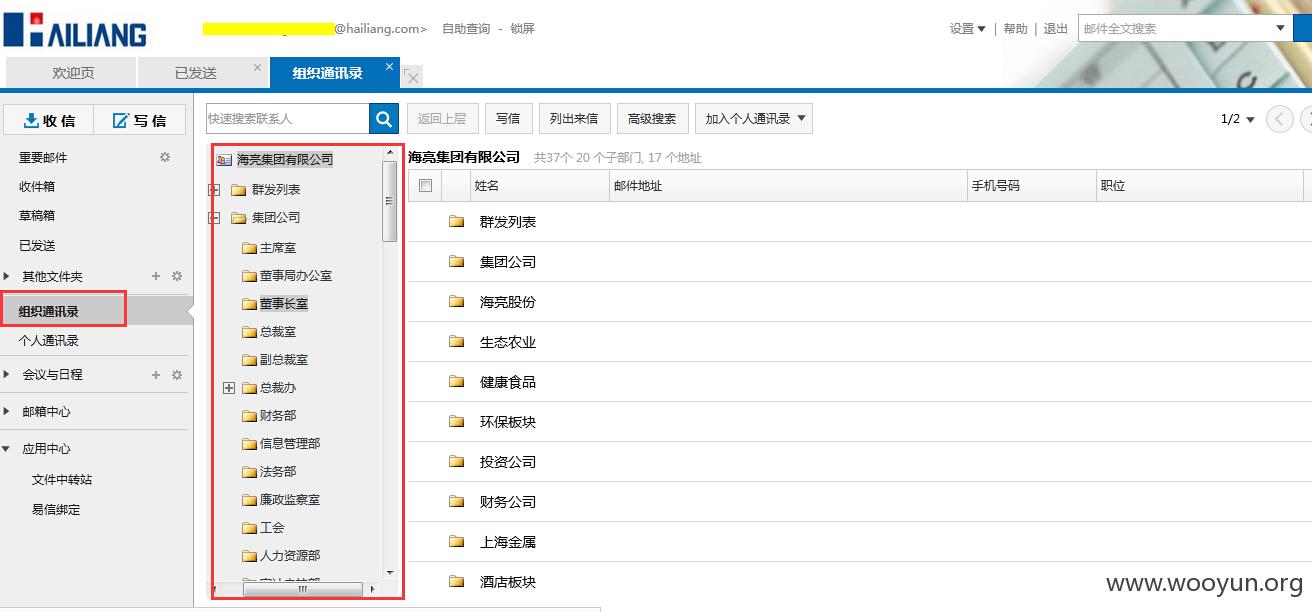 HAILIANG
@hailiang.com> 自助查询 - 锁屏
设置▼ | 帮助 | 退出 邮件全文搜索
欢迎页 已发送 组织通讯录
收信 写信
重要邮件
收件箱
草稿箱
已发送
其他文件夹
组织通讯录
个人通讯录
会议与日程
邮箱中心
应用中心
文件中转站
易信绑定
快速搜索联系人 返回上层 写信 列出来信 高级搜索 加入个人通讯录 ▼ 1/2
海亮集团有限公司
群发列表
集团公司
主席室
董事局办公室
董事长室
总裁室
副总裁室
总裁办
财务部
信息管理部
法务部
廉政监察室
工会
人力资源部
海亮集团有限公司 共37个 20 个子部门, 17 个地址
姓名 邮件地址 手机号码 职位
群发列表
集团公司
海亮股份
生态农业
健康食品
环保板块
投资公司
财务公司
上海金属
酒店板块
www.wooyun.org